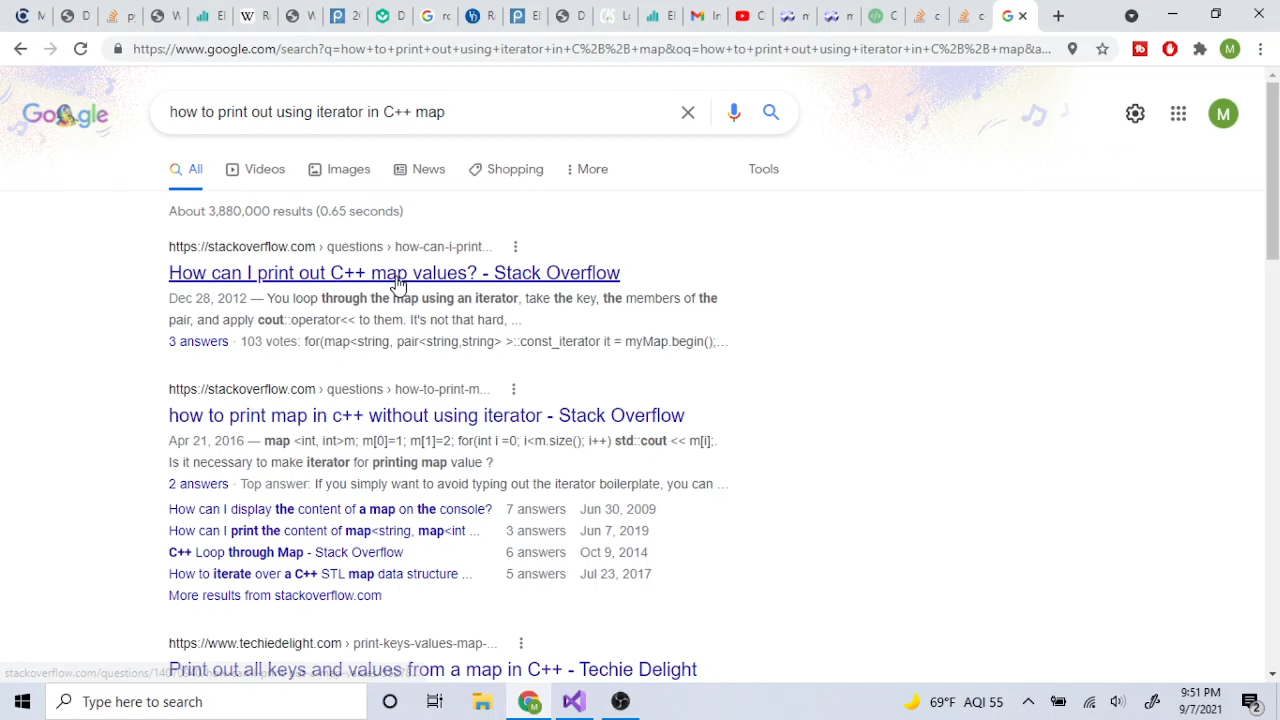 M
D
p:
W
El
R
W
2(
D
rc
R
El
D
Lo
El
In
C
m
m
C
c
c
https://www.google.com/search?q=how+to+print+out+using+iterator+in+C%2B%2B+map&oq=how+to+print+out+using+iterator+in+C%2B%2B+map&a...
M
Google
how to print out using iterator in C++ map
M
All Videos Images News Shopping More Tools
About 3,880,000 results (0.65 seconds)
https://stackoverflow.com › questions › how-can-i-print...
How can I print out C++ map values? - Stack Overflow
Dec 28, 2012 — You loop through the map using an iterator, take the key, the members of the
pair, and apply cout::operator<< to them. It's not that hard, ...
3 answers · 103 votes: for(map<string, pair<string,string> >::const_iterator it = myMap.begin();...
https://stackoverflow.com › questions › how-to-print-m...
how to print map in c++ without using iterator - Stack Overflow
Apr 21, 2016 — map <int, int>m; m[0]=1; m[1]=2; for(int i =0; i<m.size(); i++) std::cout << m[i];.
Is it necessary to make iterator for printing map value ?
2 answers · Top answer: If you simply want to avoid typing out the iterator boilerplate, you can ...
How can I display the content of a map on the console? 7 answers Jun 30, 2009
How can I print the content of map<string, map<int ... 3 answers Jun 7, 2019
C++ Loop through Map - Stack Overflow 6 answers Oct 9, 2014
How to iterate over a C++ STL map data structure ... 5 answers Jul 23, 2017
More results from stackoverflow.com
https://www.techiedelight.com › print-keys-values-map-...
Print out all keys and values from a map in C++ - Techie Delight
Type here to search
69°F AQI 55
9:51 PM
9/7/2021
2